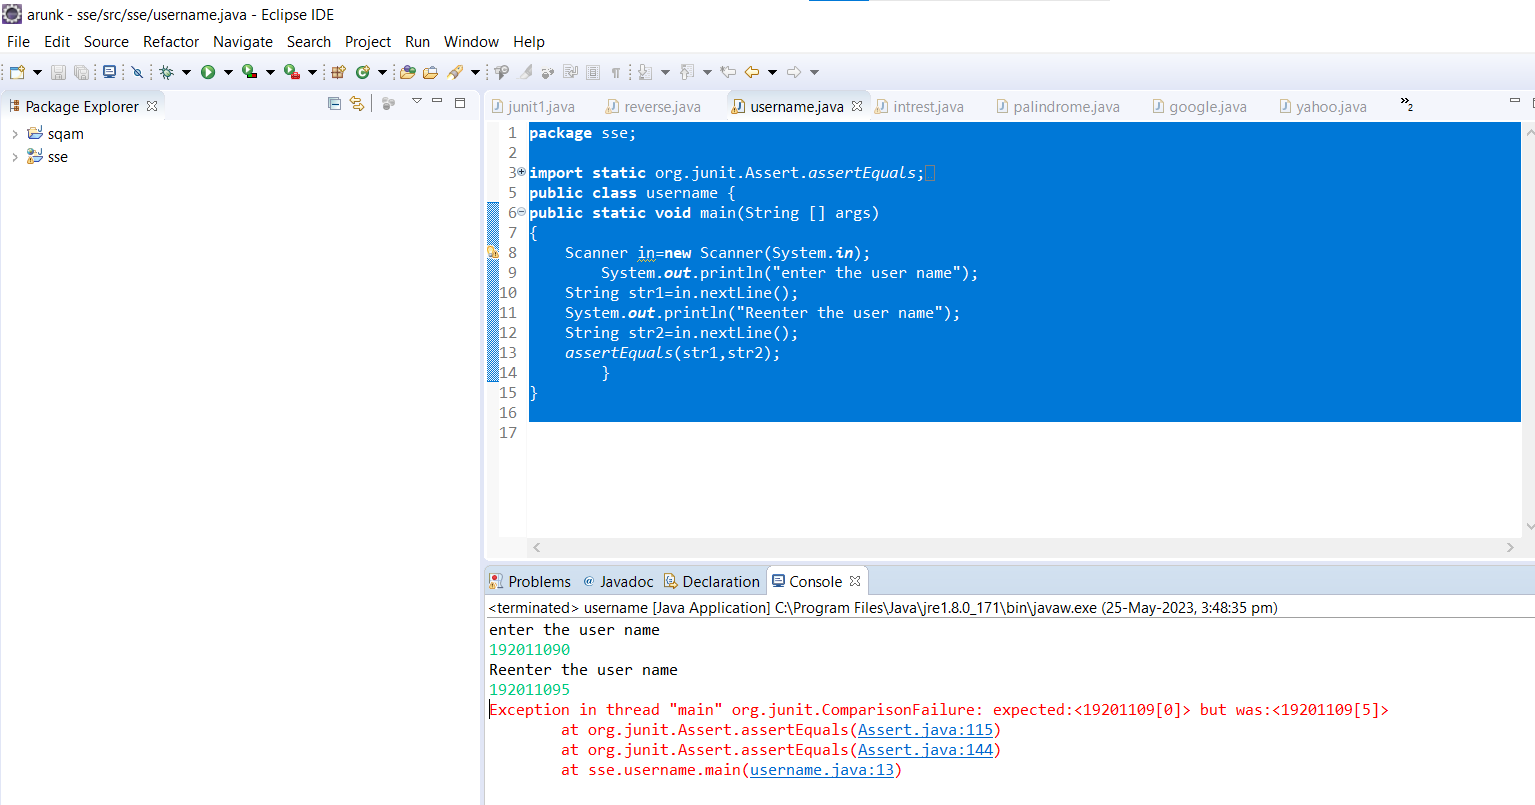 arunk - sse/src/sse/username.java - Eclipse IDE
File Edit Source Refactor Navigate Search Project Run Window Help
Package Explorer
sqam
sse
junit1.java reverse.java username.java intrest.java palindrome.java google.java yahoo.java »2
1 package sse;
2
3 import static org.junit.Assert.assertEquals;
5 public class username {
6 public static void main(String [] args)
7 {
8 Scanner in=new Scanner(System.in);
9 System.out.println("enter the user name");
10 String str1=in.nextLine();
11 System.out.println("Reenter the user name");
12 String str2=in.nextLine();
13 assertEquals(str1,str2);
14 }
15 }
16
17
Problems @ Javadoc Declaration Console
<terminated> username [Java Application] C:\Program Files\Java\jre1.8.0_171\bin\javaw.exe (25-May-2023, 3:48:35 pm)
enter the user name
192011090
Reenter the user name
192011095
Exception in thread "main" org.junit.ComparisonFailure: expected:<19201109[0]> but was:<19201109[5]>
at org.junit.Assert.assertEquals(Assert.java:115)
at org.junit.Assert.assertEquals(Assert.java:144)
at sse.username.main(username.java:13)